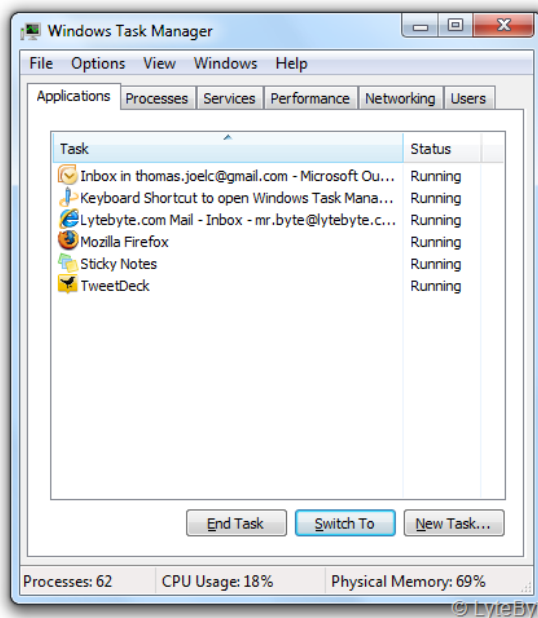 Windows Task Manager
File Options View Windows Help
Applications Processes Services Performance Networking Users
Task Status
Inbox in thomas.joelc@gmail.com - Microsoft Ou... Running
Keyboard Shortcut to open Windows Task Mana... Running
Lytebyte.com Mail - Inbox - mr.byte@lytebyte.c... Running
Mozilla Firefox Running
Sticky Notes Running
TweetDeck Running
End Task Switch To New Task...
Processes: 62 CPU Usage: 18% Physical Memory: 69%
© LyteBy